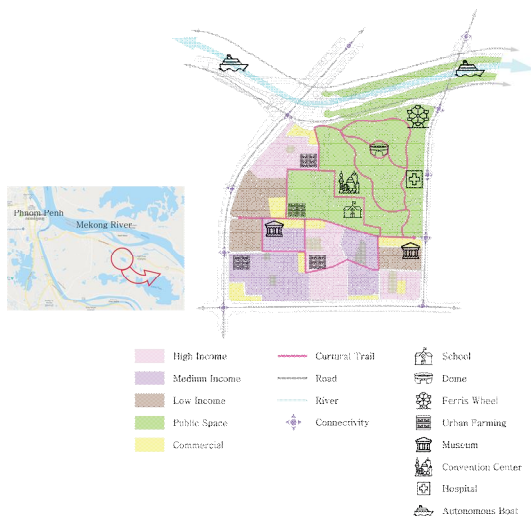 Phnom Penh
Mekong River
High Income
Medium Income
Low Income
Public Space
Commercial
Curtural Trail
Road
River
Connectivity
School
Dome
Ferris Wheel
Urban Farming
Museum
Convention Center
Hospital
Autonomous Boat